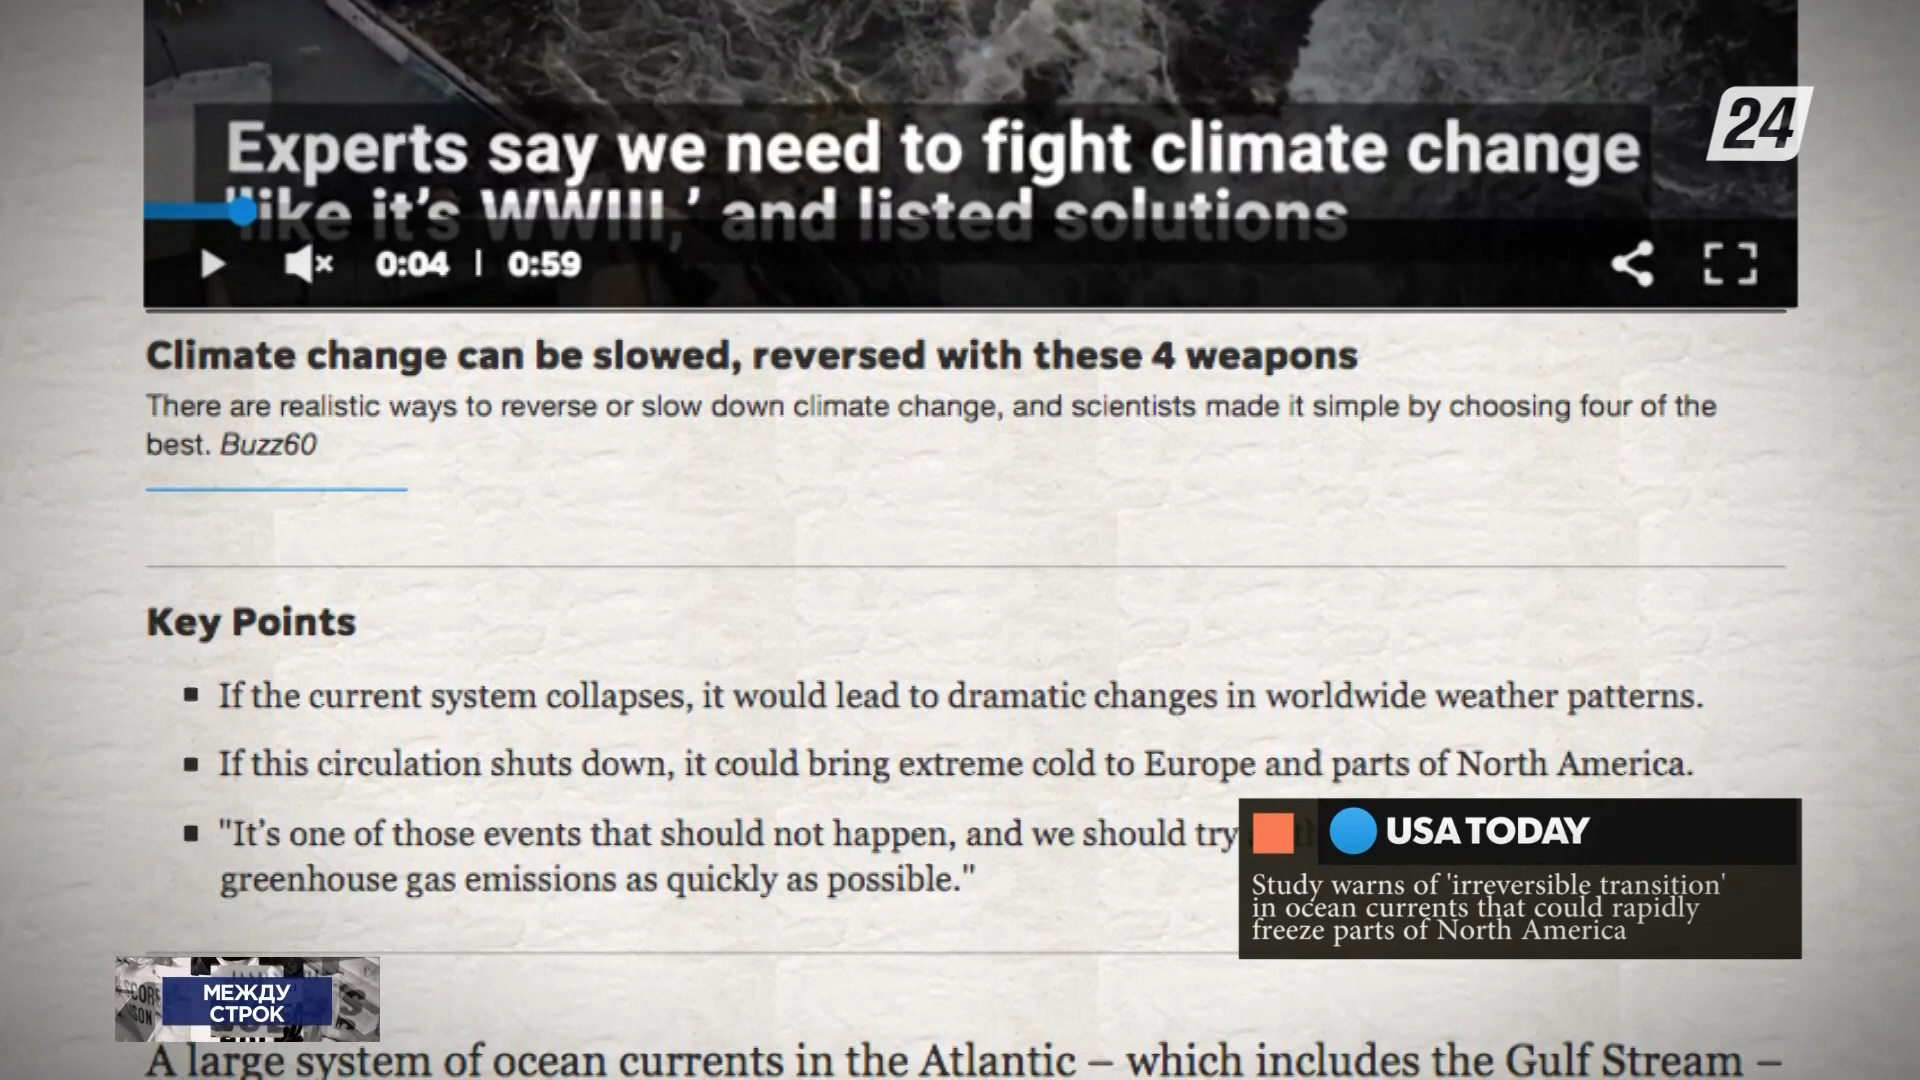 Experts say we need to fight climate change
24
"like it's WWIII,' and listed solutions
0:04 | 0:59
Climate change can be slowed, reversed with these 4 weapons
There are realistic ways to reverse or slow down climate change, and scientists made it simple by choosing four of the
best. Buzz60
Key Points
If the current system collapses, it would lead to dramatic changes in worldwide weather patterns.
If this circulation shuts down, it could bring extreme cold to Europe and parts of North America.
"It's one of those events that should not happen, and we should try
greenhouse gas emissions as quickly as possible."
USA TODAY
Study warns of 'irreversible transition'
in ocean currents that could rapidly
freeze parts of North America
МЕЖДУ
СТРОК
A large system of ocean currents in the Atlantic – which includes the Gulf Stream –